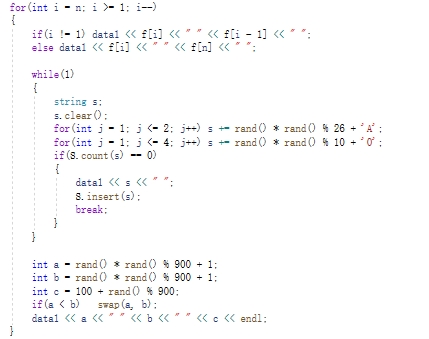 for(int i = n; i >= 1; i--)
{
if(i != 1) data1 << f[i] << " " << f[i - 1] << " ";
else data1 << f[i] << " " << f[n] << " ";
while(1)
{
string s;
s.clear();
for(int j = 1; j <= 2; j++) s += rand() * rand() % 26 + 'A';
for(int j = 1; j <= 4; j++) s += rand() * rand() % 10 + '0';
if(S.count(s) == 0)
{
data1 << s << " ";
S.insert(s);
break;
}
}
int a = rand() * rand() % 900 + 1;
int b = rand() * rand() % 900 + 1;
int c = 100 + rand() % 900;
if(a < b) swap(a, b);
data1 << a << " " << b << " " << c << endl;
}